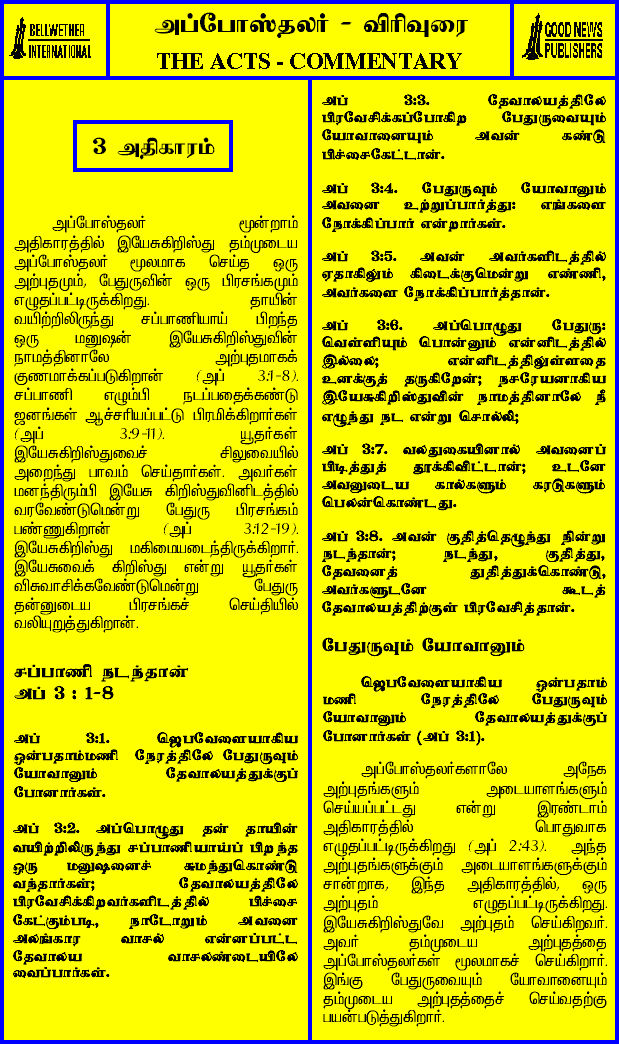 BELLWETHER
INTERNATIONAL
அப்போஸ்தலர் - விரிவுரை
THE ACTS - COMMENTARY
GOOD NEWS
PUBLISHERS
3 அதிகாரம்
அப்போஸ்தலர் மூன்றாம்
அதிகாரத்தில் இயேசுகிறிஸ்து தம்முடைய
அப்போஸ்தலர் மூலமாக செய்த ஒரு
அற்புதமும், பேதுருவின் ஒரு பிரசங்கமும்
எழுதப்பட்டிருக்கிறது. தாயின்
வயிற்றிலிருந்து சப்பாணியாய் பிறந்த
ஒரு மனுஷன் இயேசுகிறிஸ்துவின்
நாமத்தினாலே அற்புதமாகக்
குணமாக்கப்படுகிறான் (அப் 3:1-8).
சப்பாணி எழும்பி நடப்பதைக்கண்டு
ஜனங்கள் ஆச்சரியப்பட்டு பிரமிக்கிறார்கள்
(அப் 3:9-11). யூதர்கள்
இயேசுகிறிஸ்துவைச் சிலுவையில்
அறைந்து பாவம் செய்தார்கள். அவர்கள்
மனந்திரும்பி இயேசு கிறிஸ்துவினிடத்தில்
வரவேண்டுமென்று பேதுரு பிரசங்கம்
பண்ணுகிறான் (அப் 3:12-19).
இயேசுகிறிஸ்து மகிமையடைந்திருக்கிறார்.
இயேசுவைக் கிறிஸ்து என்று யூதர்கள்
விசுவாசிக்கவேண்டுமென்று பேதுரு
தன்னுடைய பிரசங்கச் செய்தியில்
வலியுறுத்துகிறான்.
சப்பாணி நடந்தான்
அப் 3 : 1-8
அப் 3:1. ஜெபவேளையாகிய
ஒன்பதாம்மணி நேரத்திலே பேதுருவும்
யோவானும் தேவாலயத்துக்குப்
போனார்கள்.
அப் 3:2. அப்பொழுது தன் தாயின்
வயிற்றிலிருந்து சப்பாணியாய்ப் பிறந்த
ஒரு மனுஷனைச் சுமந்துகொண்டு
வந்தார்கள்; தேவாலயத்திலே
பிரவேசிக்கிறவர்களிடத்தில் பிச்சை
கேட்கும்படி, நாடோறும் அவனை
அலங்கார வாசல் என்னப்பட்ட
தேவாலய வாசலண்டையிலே
வைப்பார்கள்.
அப் 3:3. தேவாலயத்திலே
பிரவேசிக்கப்போகிற பேதுருவையும்
யோவானையும் அவன் கண்டு
பிச்சைகேட்டான்.
அப் 3:4. பேதுருவும் யோவானும்
அவனை உற்றுப்பார்த்து: எங்களை
நோக்கிப்பார் என்றார்கள்.
அப் 3:5. அவன் அவர்களிடத்தில்
ஏதாகிலும் கிடைக்குமென்று எண்ணி,
அவர்களை நோக்கிப்பார்த்தான்.
அப் 3:6. அப்பொழுது பேதுரு:
வெள்ளியும் பொன்னும் என்னிடத்தில்
இல்லை; என்னிடத்திலுள்ளதை
உனக்குத் தருகிறேன்; நசரேயனாகிய
இயேசுகிறிஸ்துவின் நாமத்தினாலே நீ
எழுந்து நட என்று சொல்லி;
அப் 3:7. வலதுகையினால் அவனைப்
பிடித்துத் தூக்கிவிட்டான்; உடனே
அவனுடைய கால்களும் கரடுகளும்
பெலன்கொண்டது.
அப் 3:8. அவன் குதித்தெழுந்து நின்று
நடந்தான்; நடந்து, குதித்து,
தேவனைத் துதித்துக்கொண்டு,
அவர்களுடனே கூடத்
தேவாலயத்திற்குள் பிரவேசித்தான்.
பேதுருவும் யோவானும்
ஜெபவேளையாகிய ஒன்பதாம்
மணி நேரத்திலே பேதுருவும்
யோவானும் தேவாலயத்துக்குப்
போனார்கள் (அப் 3:1).
அப்போஸ்தலர்களாலே அநேக
அற்புதங்களும் அடையாளங்களும்
செய்யப்பட்டது என்று இரண்டாம்
அதிகாரத்தில் பொதுவாக
எழுதப்பட்டிருக்கிறது (அப் 2:43). அந்த
அற்புதங்களுக்கும் அடையாளங்களுக்கும்
சான்றாக, இந்த அதிகாரத்தில், ஒரு
அற்புதம் எழுதப்பட்டிருக்கிறது.
இயேசுகிறிஸ்துவே அற்புதம் செய்கிறவர்.
அவர் தம்முடைய அற்புதத்தை
அப்போஸ்தலர்கள் மூலமாகச் செய்கிறார்.
இங்கு பேதுருவையும் யோவானையும்
தம்முடைய அற்புதத்தைச் செய்வதற்கு
பயன்படுத்துகிறார்.